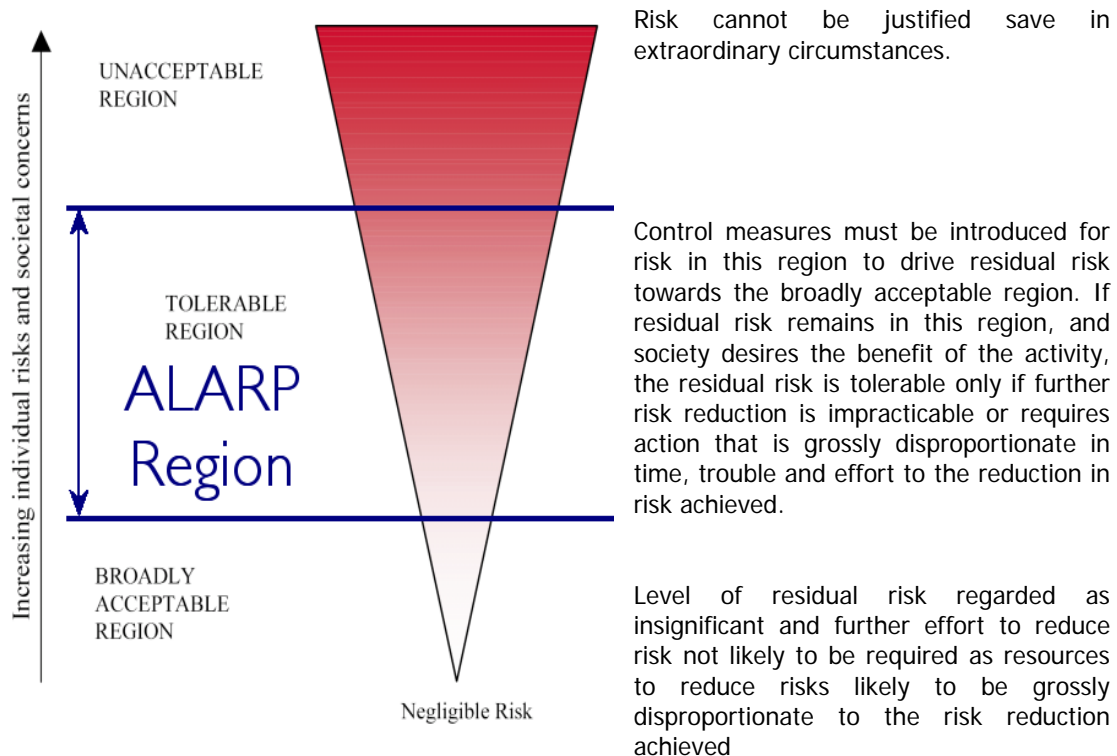 Increasing individual risks and societal concerns
UNACCEPTABLE
REGION
Risk cannot be justified save in
extraordinary circumstances.
TOLERABLE
REGION
ALARP
Region
Control measures must be introduced for
risk in this region to drive residual risk
towards the broadly acceptable region. If
residual risk remains in this region, and
society desires the benefit of the activity,
the residual risk is tolerable only if further
risk reduction is impracticable or requires
action that is grossly disproportionate in
time, trouble and effort to the reduction in
risk achieved.
BROADLY
ACCEPTABLE
REGION
Level of residual risk regarded as
insignificant and further effort to reduce
risk not likely to be required as resources
to reduce risks likely to be grossly
disproportionate to the risk reduction
achieved
Negligible Risk